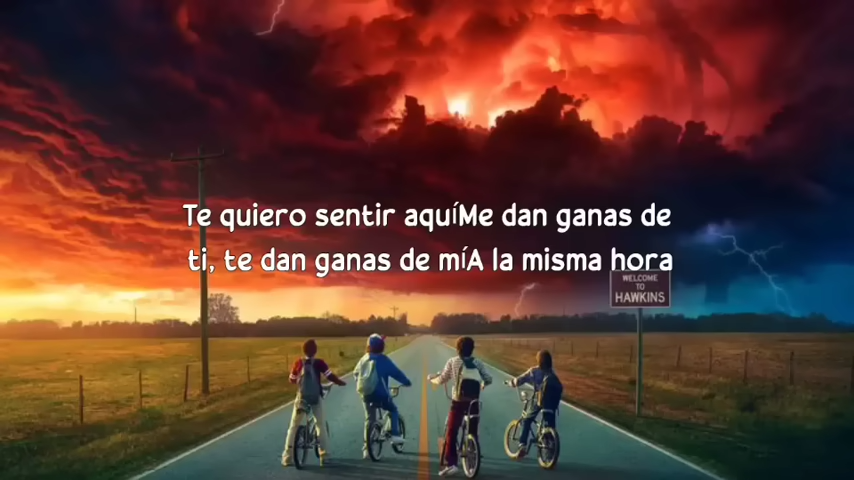 Te quiero sentir aquíMe dan ganas de
ti, te dan ganas de míA la misma hora
WELCOME
TO
HAWKINS